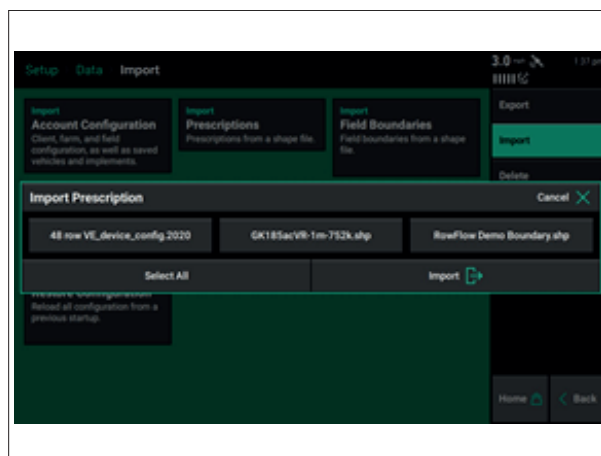 Setup Data Import
3.0
1:37 pm
Import
Account Configuration
Client, farm, and field
configuration, as well as saved
vehicles and implements.
Import
Prescriptions
Prescriptions from a shape file.
Import
Field Boundaries
Field boundaries from a shape
file.
Export
Import
Delete
Import Prescription
Cancel
48 row VE_device_config.2020
GK185acVR-1m-752k.shp
RowFlow Demo Boundary.shp
Select All
Import
Restore Configuration
Reload all configuration from a
previous startup.
Home
Back